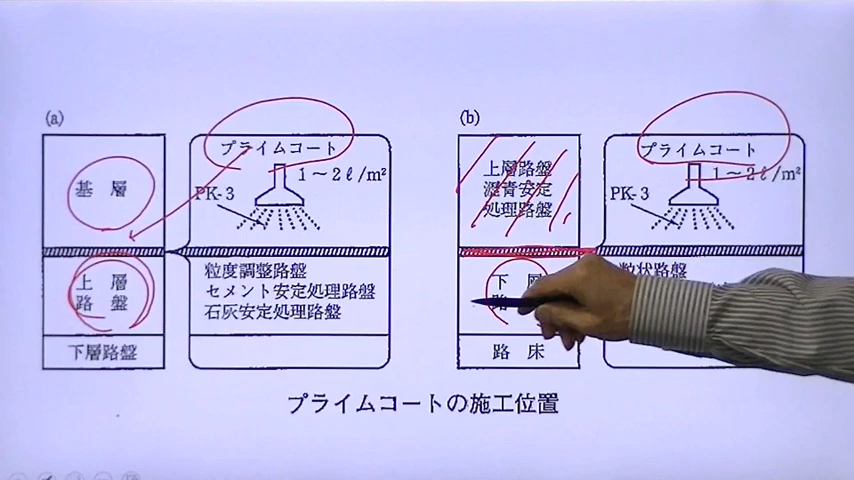 (a)
プライムコート
1～2ℓ/m²
基層
PK-3
上層
路盤
粒度調整路盤
セメント安定処理路盤
石灰安定処理路盤
下層路盤
(b)
プライムコート
1～2ℓ/m²
上層路盤
瀝青安定
処理路盤
PK-3
下層
粒状路盤
路床
プライムコートの施工位置